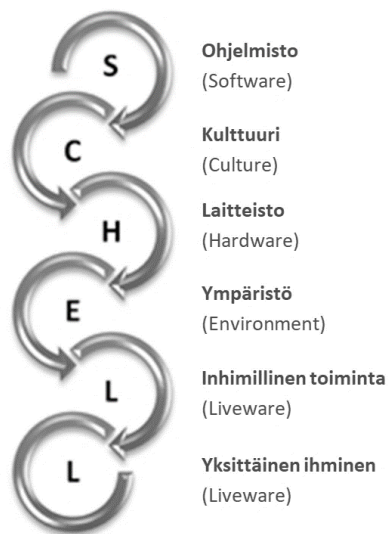 S
Ohjelmisto
(Software)
C
Kulttuuri
(Culture)
H
Laitteisto
(Hardware)
E
Ympäristö
(Environment)
L
Inhimillinen toiminta
(Liveware)
L
Yksittäinen ihminen
(Liveware)